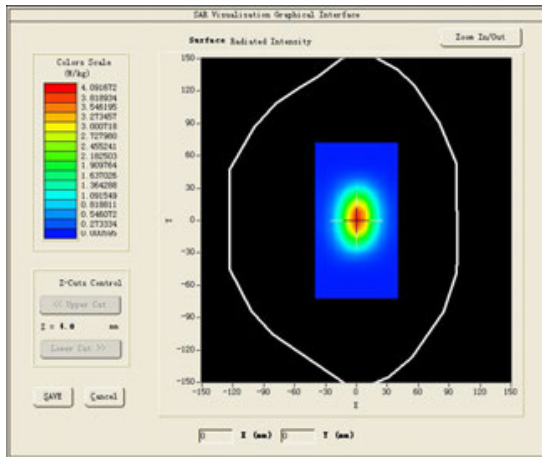 SAR Visualisation Graphical Interface
Surface Radiated Intensity
Zoom In/Out
Colors Scale
(W/kg)
4.091672
3.818934
3.546195
3.273457
3.000718
2.727980
2.455241
2.182503
1.909764
1.637026
1.364288
1.091549
0.818811
0.546072
0.273334
0.000595
150
120
90
60
30
0
-30
-60
-90
-120
-150
Y
-150 -120 -90 -60 -30 0 30 60 90 120 150
X
Z-Cuts Control
<< Upper Cut
Z = 4.0 mm
Lower Cut >>
SAVE
Cancel
0 X (mm) 0 Y (mm)